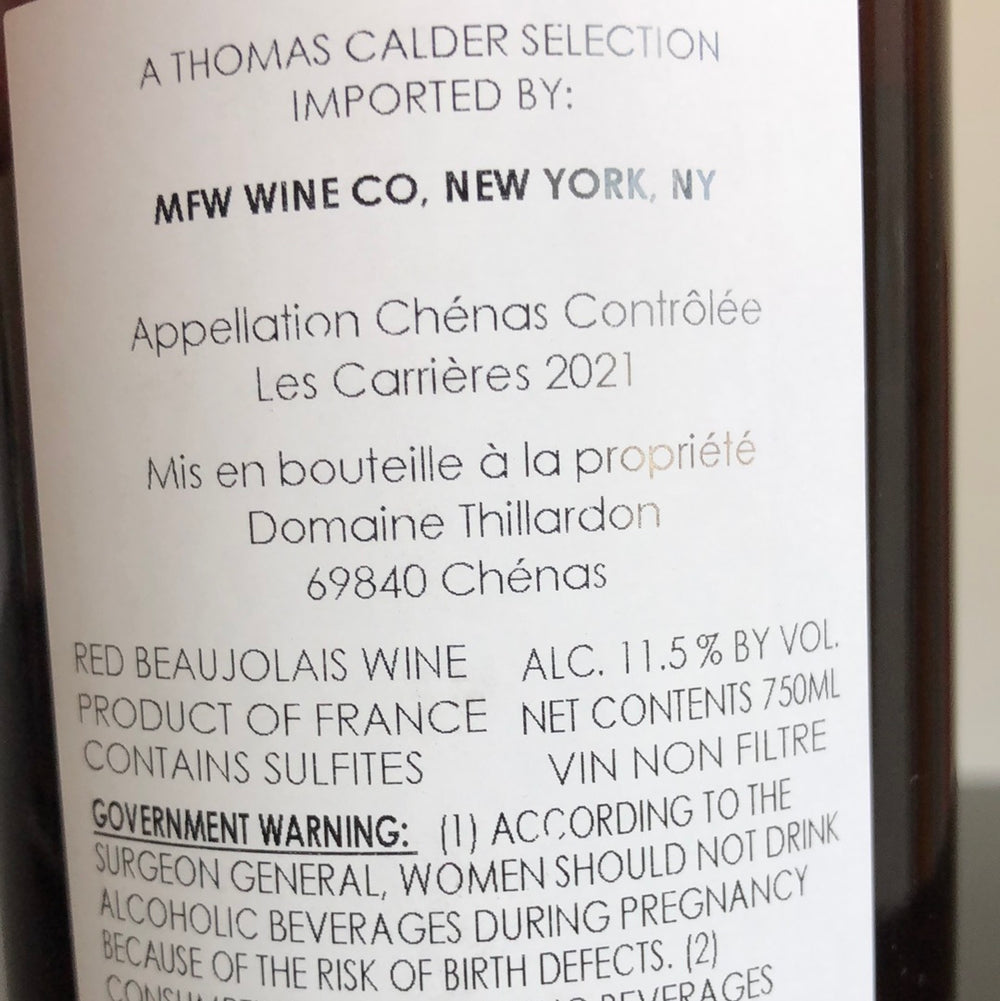 A THOMAS CALDER SELECTION
IMPORTED BY:
MFW WINE CO, NEW YORK, NY
Appellation Chénas Contrôlée
Les Carrières 2021
Mis en bouteille à la propriété
Domaine Thillardon
69840 Chénas
RED BEAUJOLAIS WINE ALC. 11.5 % BY VOL.
PRODUCT OF FRANCE NET CONTENTS 750ML
CONTAINS SULFITES VIN NON FILTRE
GOVERNMENT WARNING: (1) ACCORDING TO THE
SURGEON GENERAL, WOMEN SHOULD NOT DRINK
ALCOHOLIC BEVERAGES DURING PREGNANCY
BECAUSE OF THE RISK OF BIRTH DEFECTS. (2)
BEVERAGES